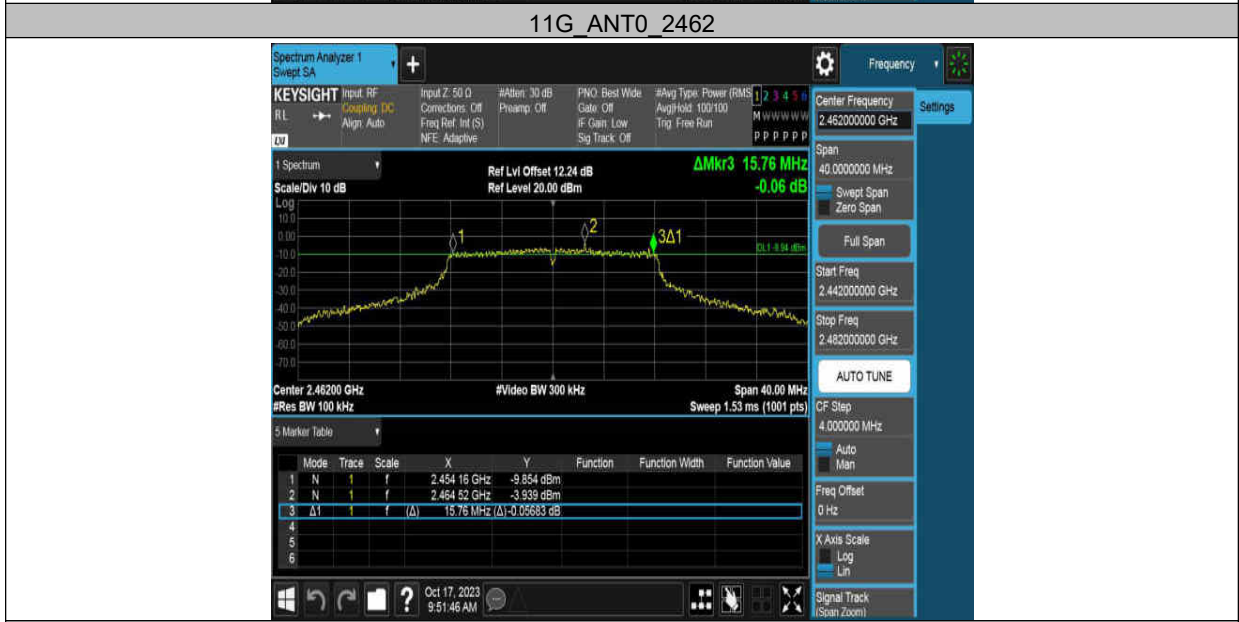 11G_ANT0_2462
Spectrum Analyzer 1
Swept SA
Frequency
KEYSIGHT
RL
Input: RF
Coupling: DC
Align: Auto
Input Z: 50 Ω
Corrections: Off
Freq Ref: Int (S)
NFE: Adaptive
#Atten: 30 dB
Preamp: Off
PNO: Best Wide
Gate: Off
IF Gain: Low
Sig Track: Off
#Avg Type: Power (RMS
Avg|Hold: 100/100
Trig: Free Run
1 2 3 4 5 6
M W W W W W
P P P P P P
1 Spectrum
Scale/Div 10 dB
Ref Lvl Offset 12.24 dB
Ref Level 20.00 dBm
ΔMkr3 15.76 MHz
-0.06 dB
Log
10.0
0.00
-10.0
-20.0
-30.0
-40.0
-50.0
-60.0
-70.0
1
2
3Δ1
DL1 -9.94 dBm
Center 2.46200 GHz
#Res BW 100 kHz
#Video BW 300 kHz
Span 40.00 MHz
Sweep 1.53 ms (1001 pts)
5 Marker Table
Mode Trace Scale X Y Function Function Width Function Value
1 N 1 f 2.454 16 GHz -9.854 dBm
2 N 1 f 2.464 52 GHz -3.939 dBm
3 Δ1 1 f (Δ) 15.76 MHz (Δ) -0.05683 dB
4
5
6
Oct 17, 2023
9:51:46 AM
Center Frequency
2.462000000 GHz
Settings
Span
40.0000000 MHz
Swept Span
Zero Span
Full Span
Start Freq
2.442000000 GHz
Stop Freq
2.482000000 GHz
AUTO TUNE
CF Step
4.000000 MHz
Auto
Man
Freq Offset
0 Hz
X Axis Scale
Log
Lin
Signal Track
(Span Zoom)